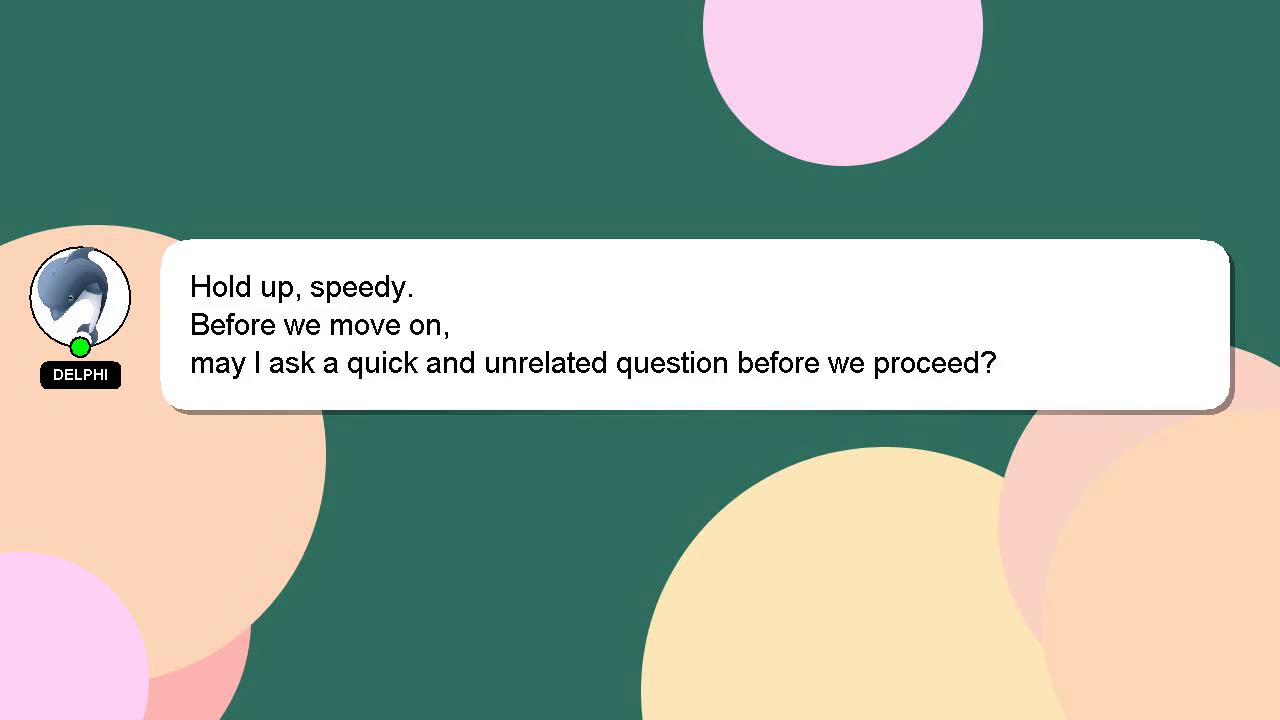 Hold up, speedy.
Before we move on,
may I ask a quick and unrelated question before we proceed?
DELPHI